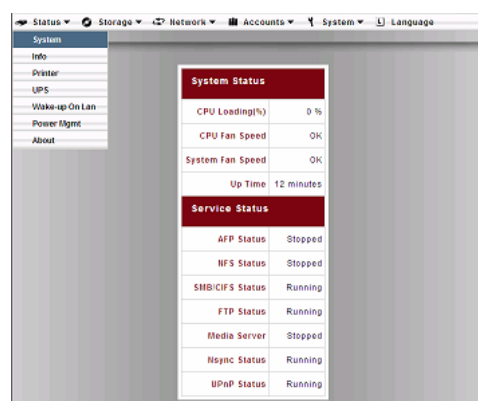 Status Storage Network Accounts System Language
System
Info
Printer
UPS
Wake-up On Lan
Power Mgmt
About
System Status
CPU Loading(%) 0 %
CPU Fan Speed OK
System Fan Speed OK
Up Time 12 minutes
Service Status
AFP Status Stopped
NFS Status Stopped
SMB/CIFS Status Running
FTP Status Running
Media Server Stopped
Nsync Status Running
UPnP Status Running